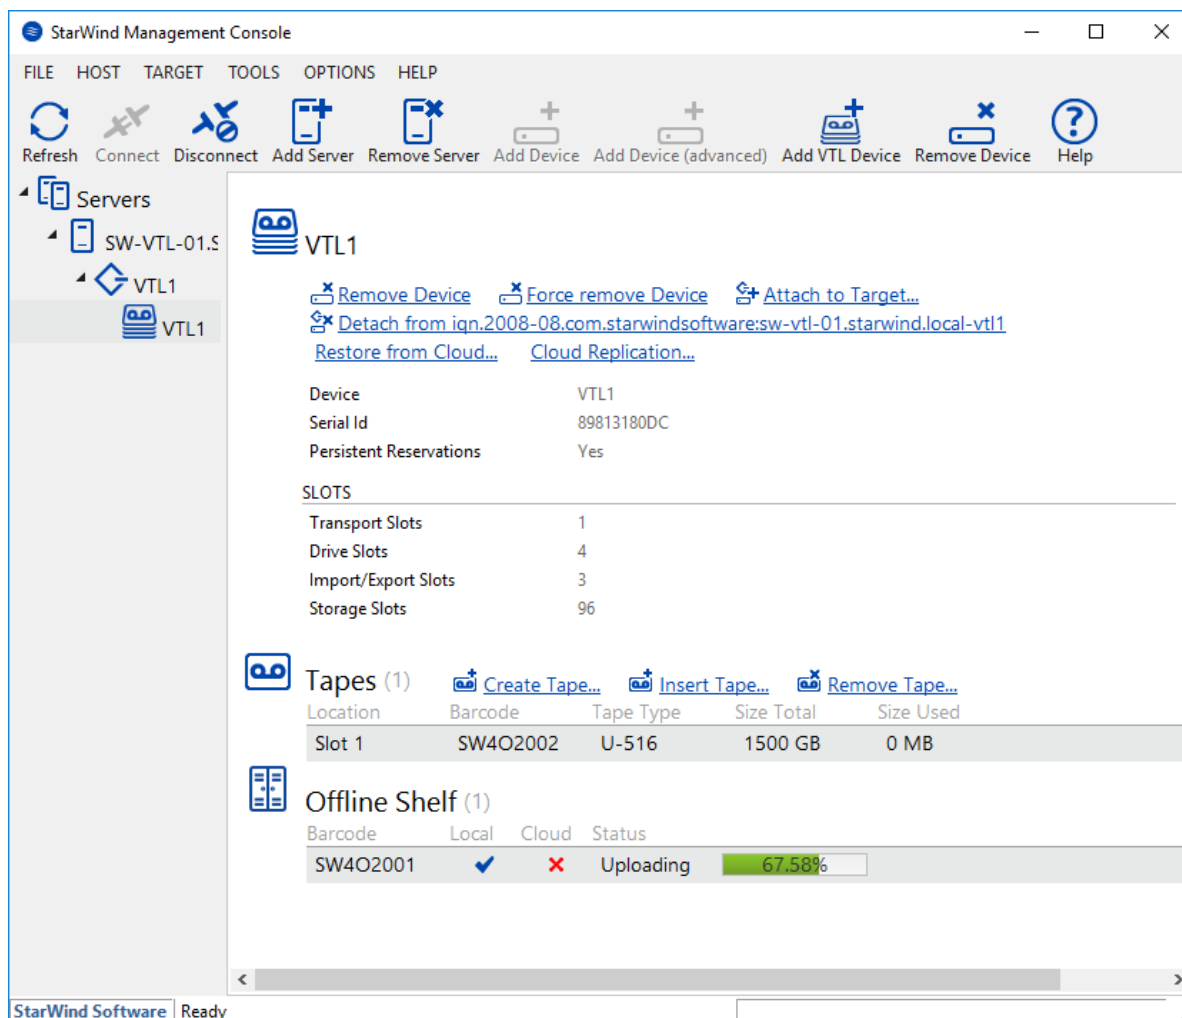 StarWind Management Console
FILE HOST TARGET TOOLS OPTIONS HELP
Refresh Connect Disconnect Add Server Remove Server Add Device Add Device (advanced) Add VTL Device Remove Device Help
Servers
SW-VTL-01.S
VTL1
VTL1
VTL1
Remove Device Force remove Device Attach to Target...
Detach from iqn.2008-08.com.starwindsoftware:sw-vtl-01.starwind.local-vtl1
Restore from Cloud... Cloud Replication...
Device VTL1
Serial Id 89813180DC
Persistent Reservations Yes
SLOTS
Transport Slots 1
Drive Slots 4
Import/Export Slots 3
Storage Slots 96
Tapes (1) Create Tape... Insert Tape... Remove Tape...
Location Barcode Tape Type Size Total Size Used
Slot 1 SW4O2002 U-516 1500 GB 0 MB
Offline Shelf (1)
Barcode Local Cloud Status
SW4O2001 Uploading 67.58%
StarWind Software Ready